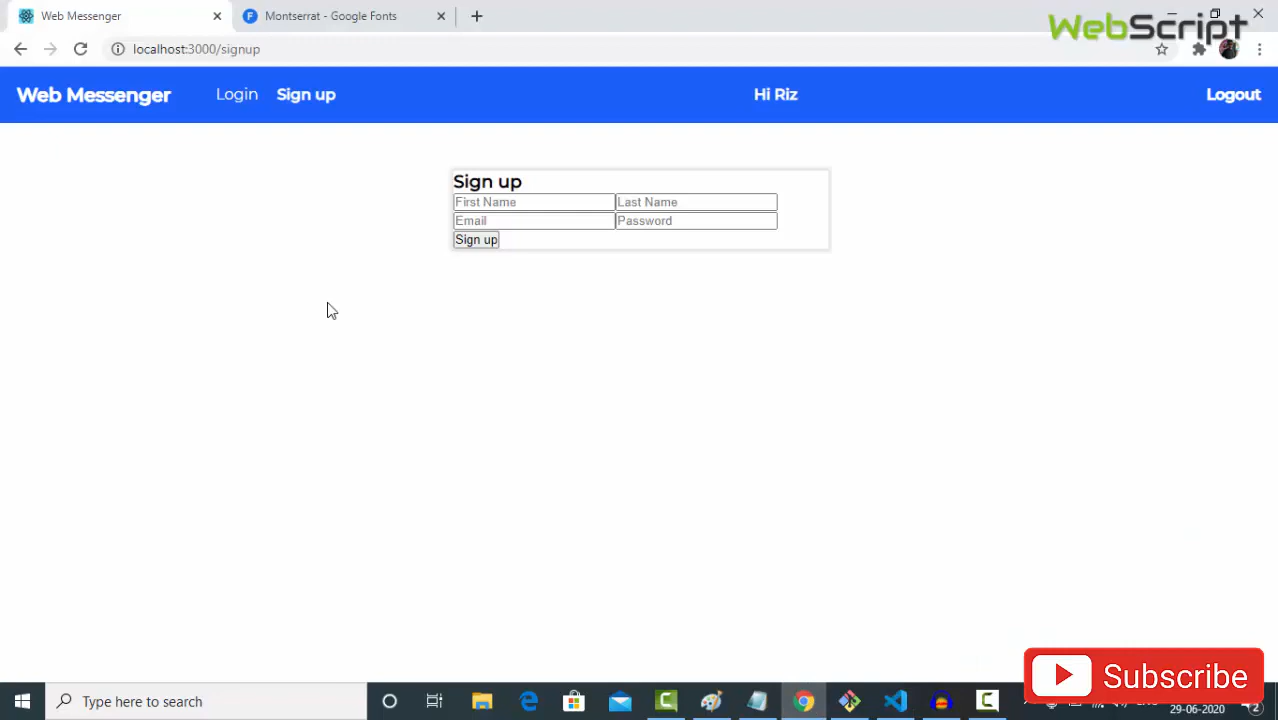 Web Messenger
Montserrat - Google Fonts
WebScript
localhost:3000/signup
Web Messenger
Login
Sign up
Hi Riz
Logout
Sign up
First Name
Last Name
Email
Password
Sign up
Subscribe
Type here to search
29-06-2020
2